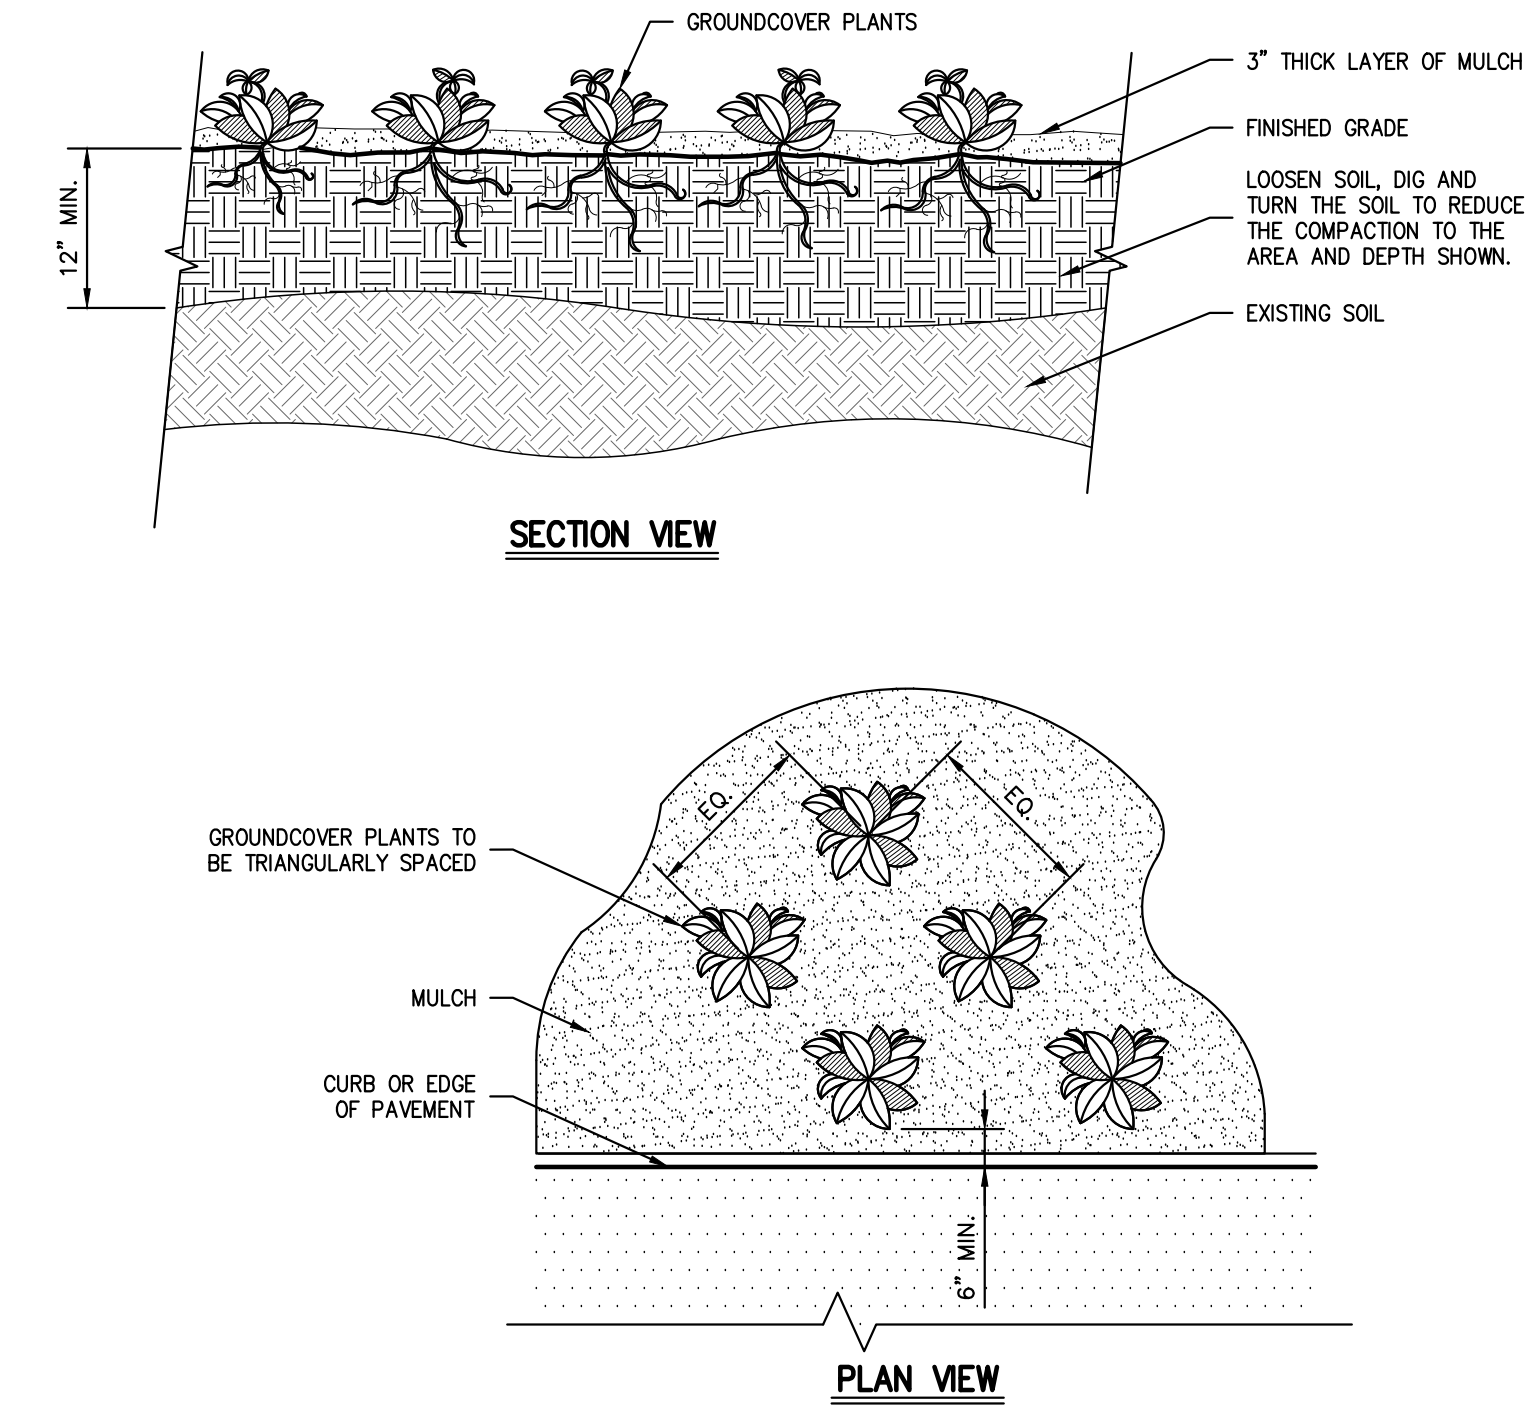 GROUNDCOVER PLANTS
3" THICK LAYER OF MULCH
FINISHED GRADE
LOOSEN SOIL, DIG AND
TURN THE SOIL TO REDUCE
THE COMPACTION TO THE
AREA AND DEPTH SHOWN.
EXISTING SOIL
12" MIN.
SECTION VIEW
EQ.
EQ.
GROUNDCOVER PLANTS TO
BE TRIANGULARLY SPACED
MULCH
CURB OR EDGE
OF PAVEMENT
6" MIN.
PLAN VIEW